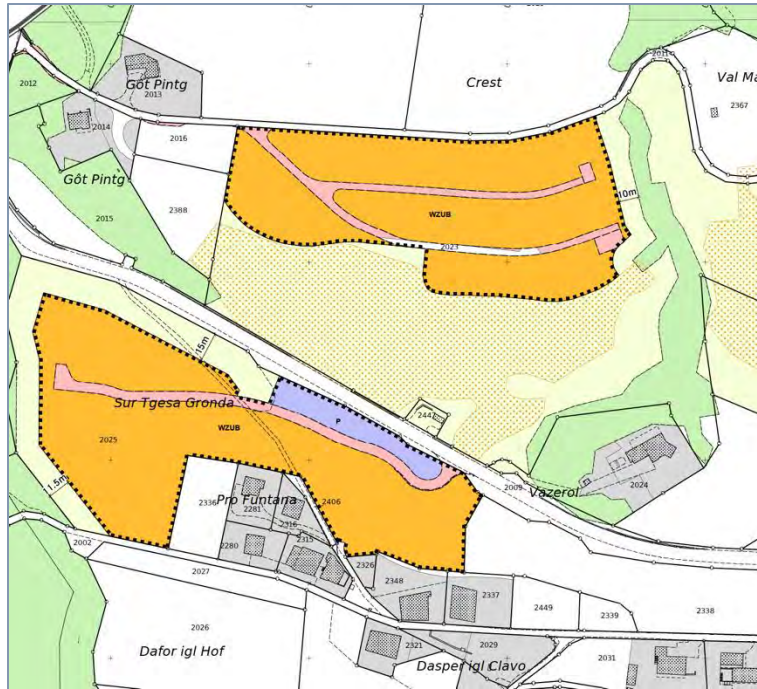 2011
Val Ma
2367
Crest
2012
Gôt Pintg
2013
2014
2016
Gôt Pintg
2388
2015
10m
WZUB
2023
15m
Sur Tgesa Gronda
P
WZUB
2447
2025
1.5m
2336
Pro Funtana
2281
2316
2406
2009
Vazerol
2024
2280
2315
2002
2326
2027
2348
2337
2449
2339
2338
2026
Dafor igl Hof
2321
2029
Dasper igl Clavo
2031